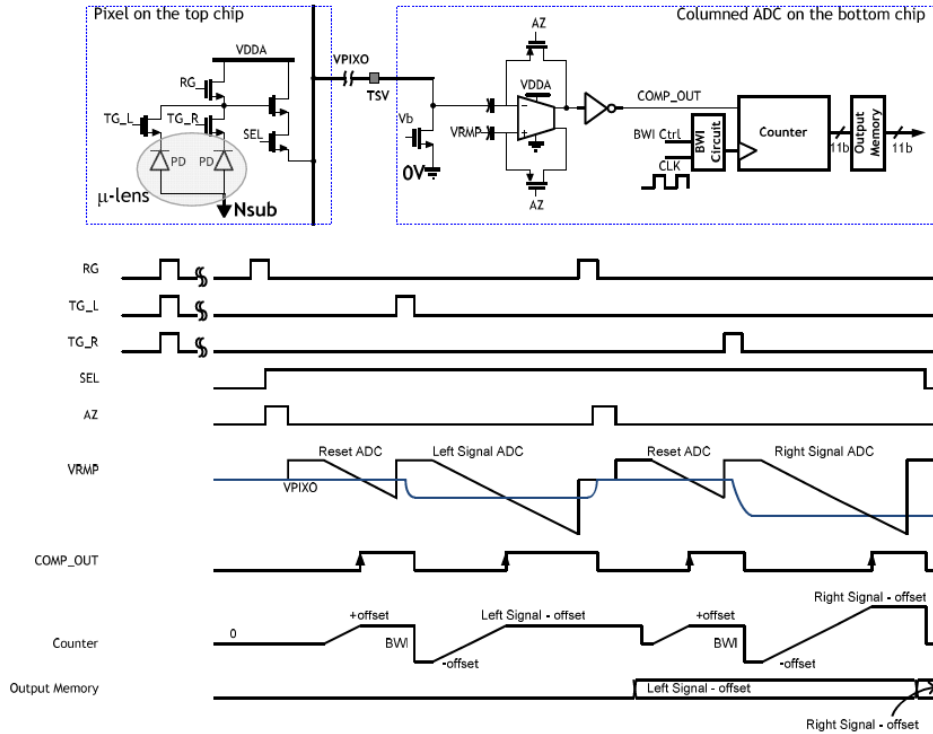 Pixel on the top chip
Columned ADC on the bottom chip
VDDA
VPIXO
TSV
RG
TG_L
TG_R
SEL
PD
PD
μ-lens
Nsub
AZ
VDDA
Vb
VRMP
0V
AZ
COMP_OUT
BWI Ctrl
BWI Circuit
CLK
Counter
11b
Output Memory
11b
RG
TG_L
TG_R
SEL
AZ
VRMP
Reset ADC
Left Signal ADC
Reset ADC
Right Signal ADC
VPIXO
COMP_OUT
Counter
0
+offset
BWI
-offset
Left Signal - offset
+offset
BWI
-offset
Right Signal - offset
Output Memory
Left Signal - offset
Right Signal - offset